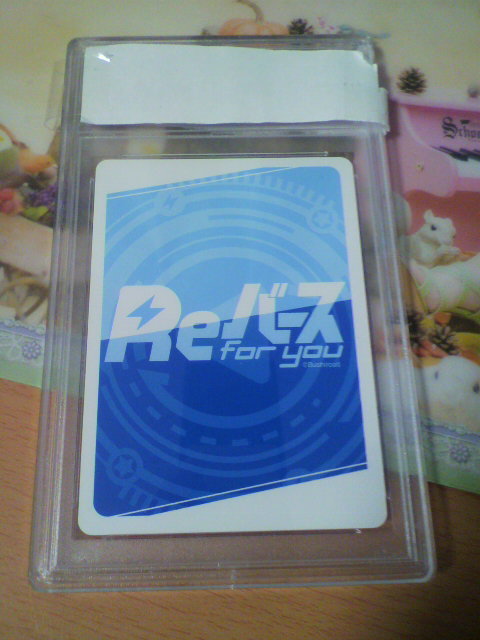 Reバース
for you
©Bushiroad